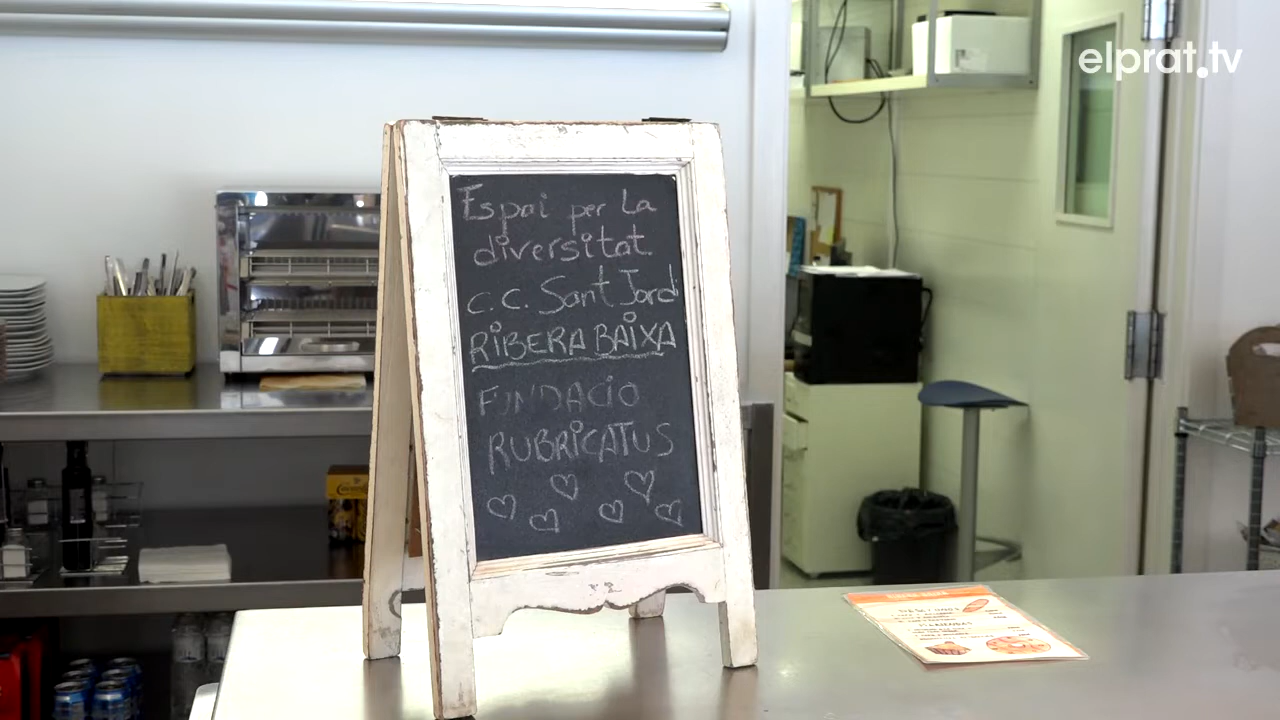 elprat.tv
Espai per la
diversitat
C.C. Sant Jordi
RIBERA BAIXA
FUNDACIO
RUBRICATUS